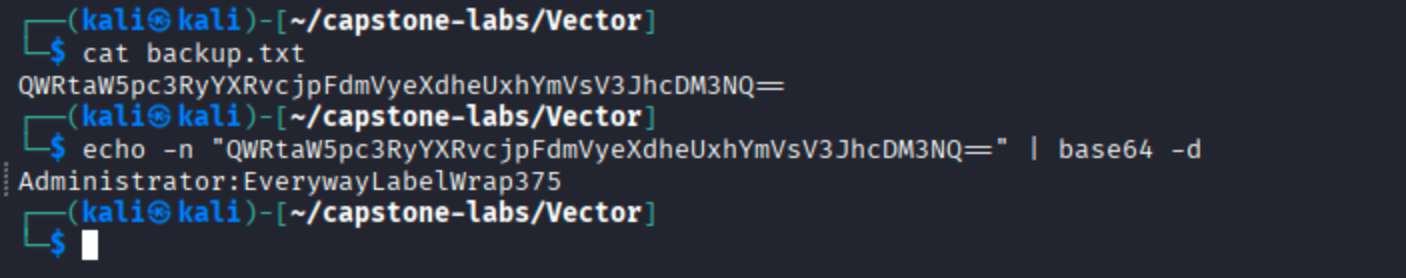 ┌──(kali㉿kali)-[~/capstone-labs/Vector]
└─$ cat backup.txt
QWRtaW5pc3RyYXRvcjpFdmVyeXdheUxhYmVsV3JhcDM3NQ==
┌──(kali㉿kali)-[~/capstone-labs/Vector]
└─$ echo -n "QWRtaW5pc3RyYXRvcjpFdmVyeXdheUxhYmVsV3JhcDM3NQ==" | base64 -d
Administrator:EverywayLabelWrap375
┌──(kali㉿kali)-[~/capstone-labs/Vector]
└─$